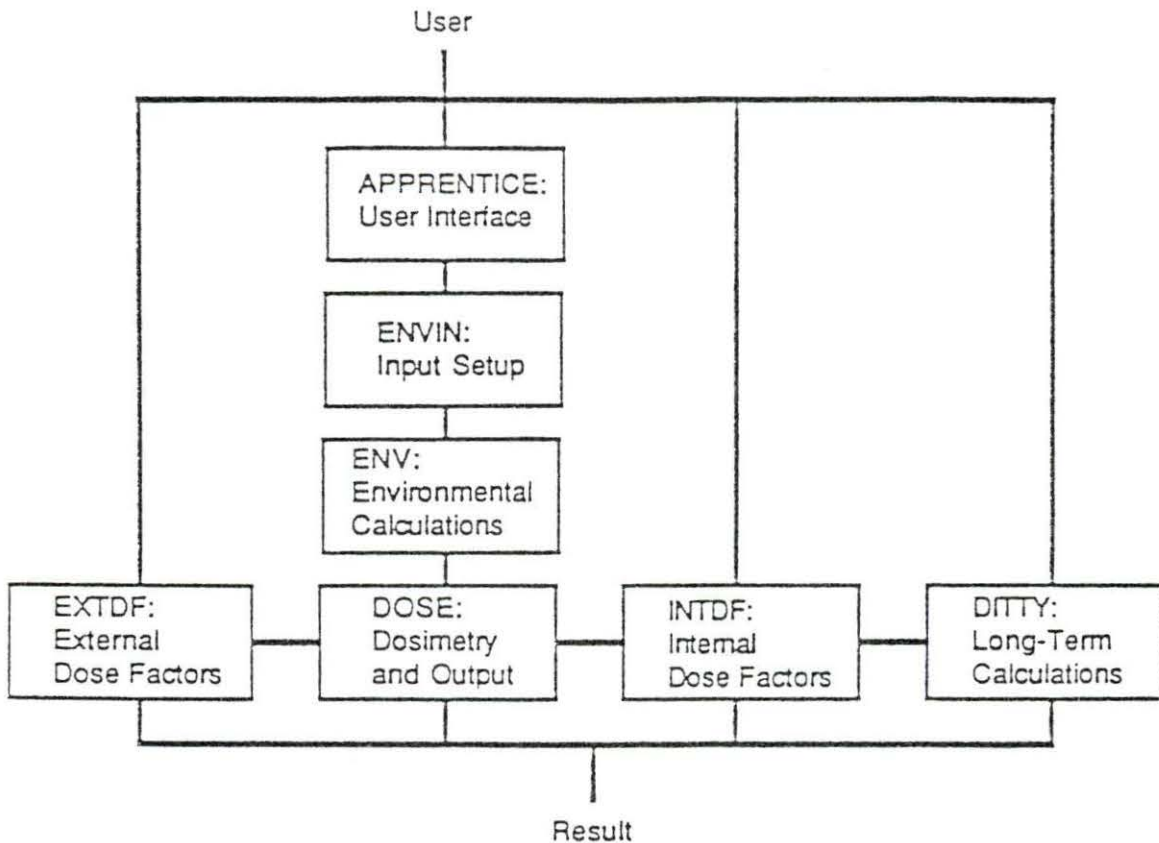 User
APPRENTICE:
User Interface
ENVIN:
Input Setup
ENV:
Environmental
Calculations
EXTDF:
External
Dose Factors
DOSE:
Dosimetry
and Output
INTDF:
Internal
Dose Factors
DITTY:
Long-Term
Calculations
Result